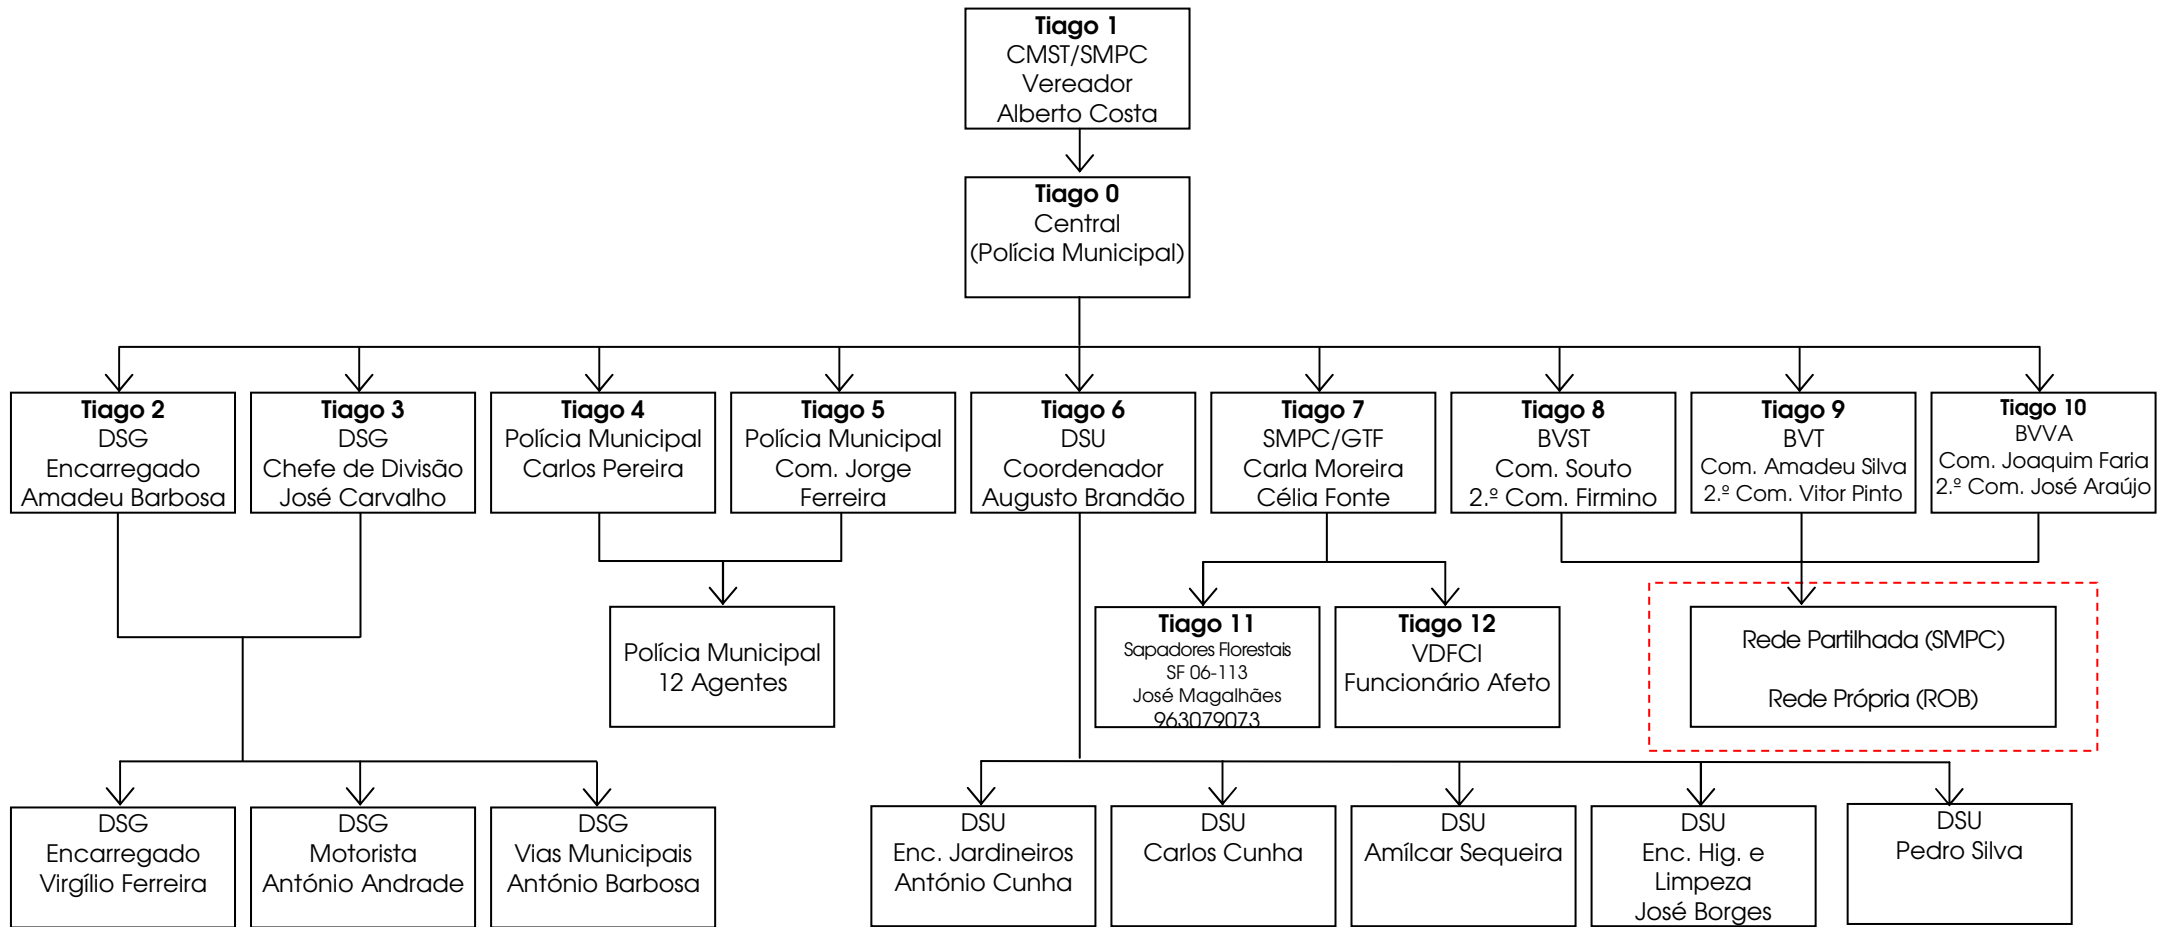 Tiago 1
CMST/SMPC
Vereador
Alberto Costa
Tiago 0
Central
(Polícia Municipal)
Tiago 2
DSG
Encarregado
Amadeu Barbosa
Tiago 3
DSG
Chefe de Divisão
José Carvalho
Tiago 4
Polícia Municipal
Carlos Pereira
Tiago 5
Polícia Municipal
Com. Jorge
Ferreira
Tiago 6
DSU
Coordenador
Augusto Brandão
Tiago 7
SMPC/GTF
Carla Moreira
Célia Fonte
Tiago 8
BVST
Com. Souto
2.º Com. Firmino
Tiago 9
BVT
Com. Amadeu Silva
2.º Com. Vitor Pinto
Tiago 10
BVVA
Com. Joaquim Faria
2.º Com. José Araújo
Polícia Municipal
12 Agentes
Tiago 11
Sapadores Florestais
SF 06-113
José Magalhães
963079073
Tiago 12
VDFCI
Funcionário Afeto
Rede Partilhada (SMPC)
Rede Própria (ROB)
DSG
Encarregado
Virgílio Ferreira
DSG
Motorista
António Andrade
DSG
Vias Municipais
António Barbosa
DSU
Enc. Jardineiros
António Cunha
DSU
Carlos Cunha
DSU
Amílcar Sequeira
DSU
Enc. Hig. e
Limpeza
José Borges
DSU
Pedro Silva